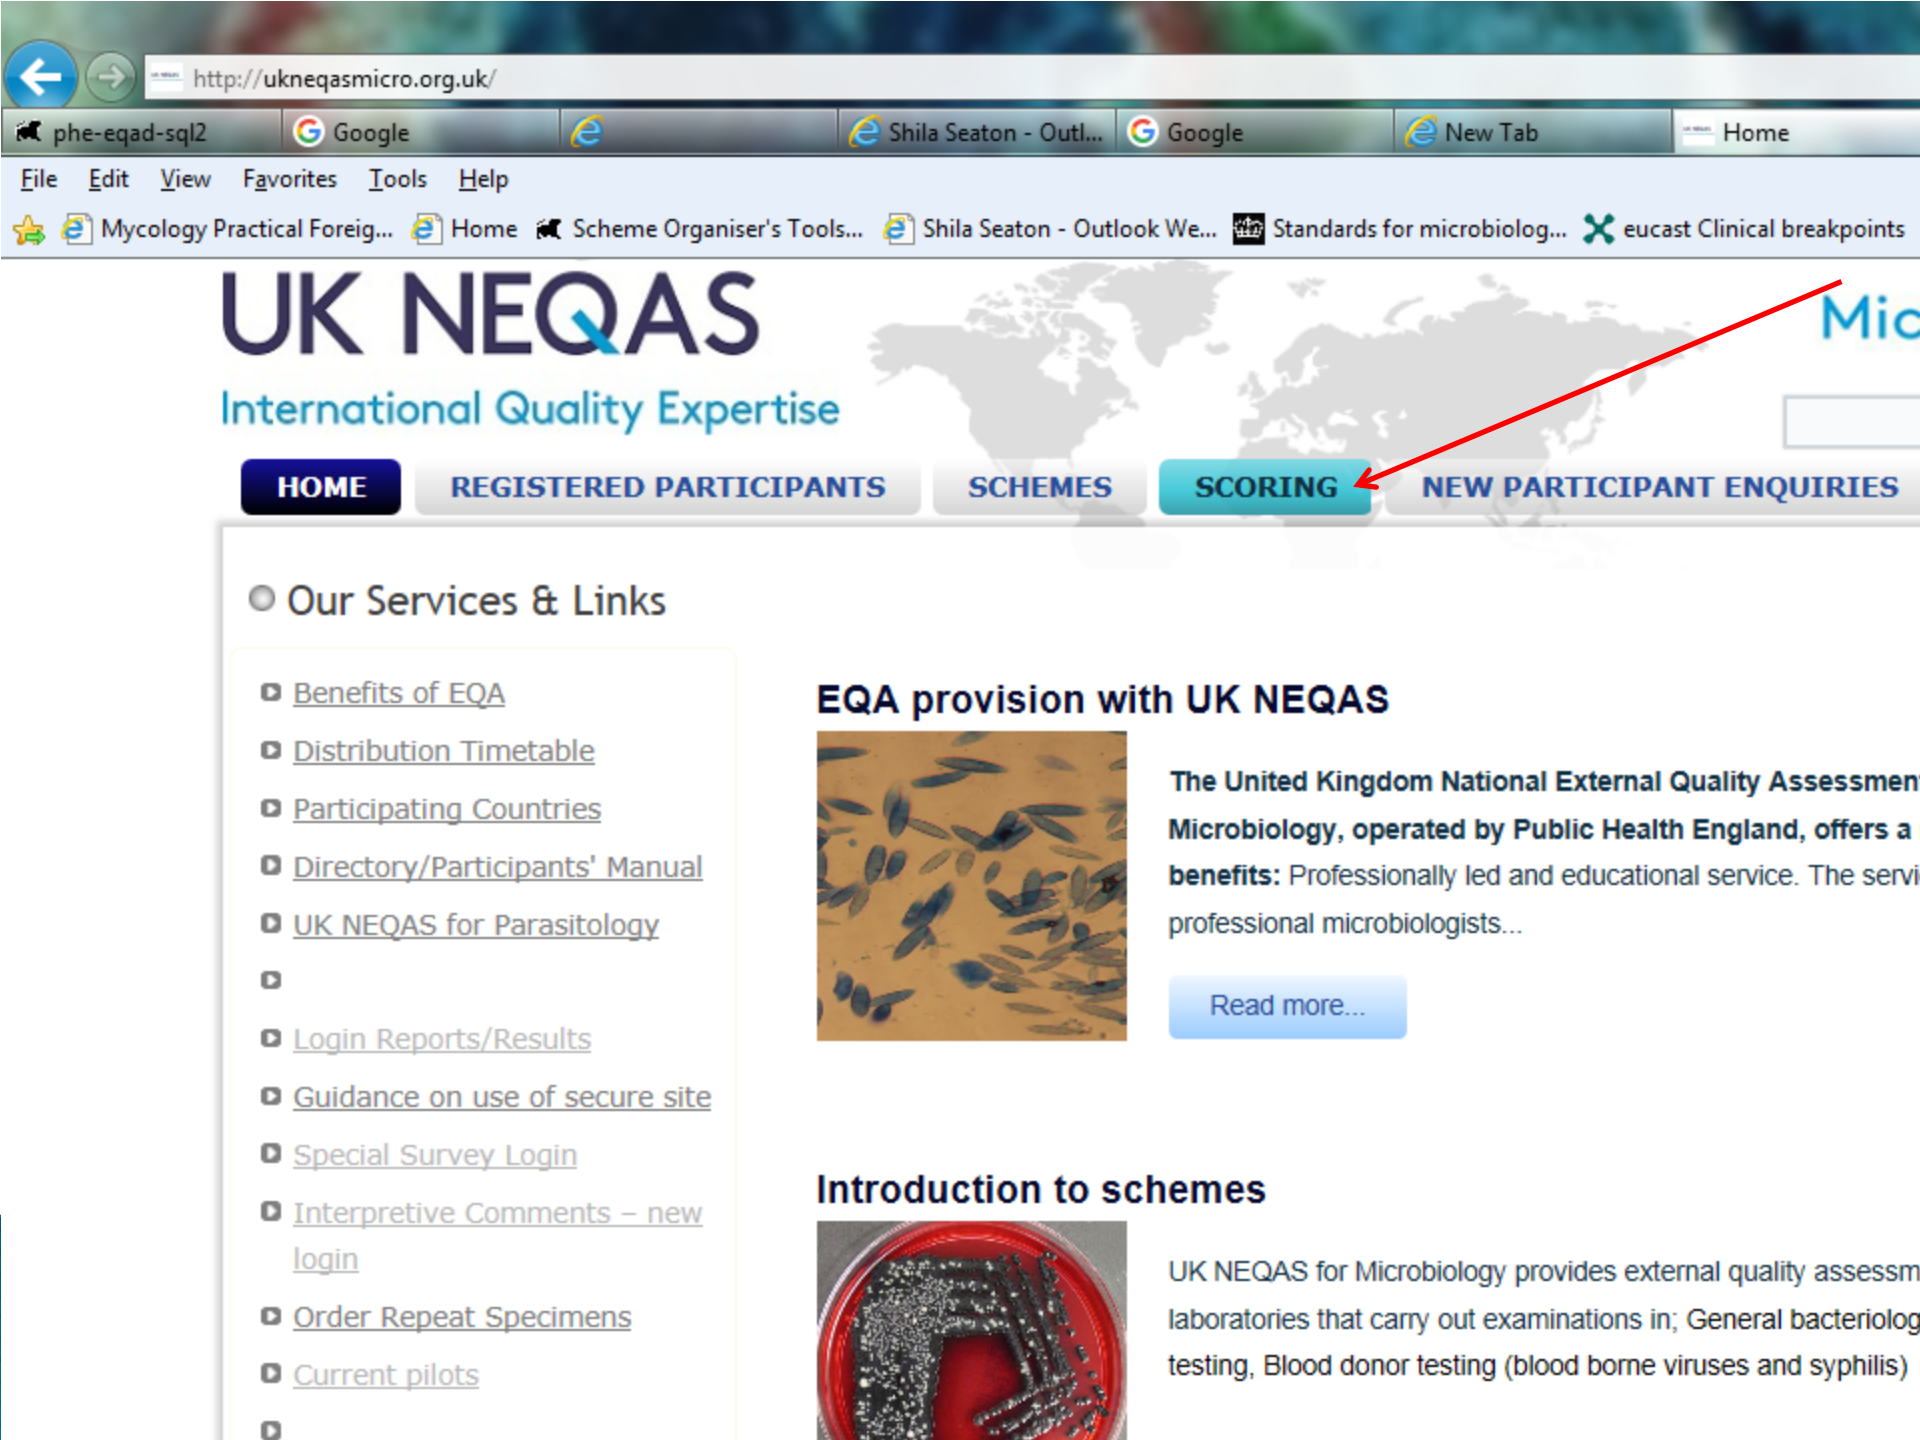 http://ukneqasmicro.org.uk/
phe-eqad-sql2
Google
Shila Seaton - Outl...
Google
New Tab
Home
File Edit View Favorites Tools Help
Mycology Practical Foreig...
Home
Scheme Organiser's Tools...
Shila Seaton - Outlook We...
Standards for microbiolog...
eucast Clinical breakpoints
UK NEQAS
International Quality Expertise
Mic
HOME
REGISTERED PARTICIPANTS
SCHEMES
SCORING
NEW PARTICIPANT ENQUIRIES
Our Services & Links
Benefits of EQA
Distribution Timetable
Participating Countries
Directory/Participants' Manual
UK NEQAS for Parasitology
Login Reports/Results
Guidance on use of secure site
Special Survey Login
Interpretive Comments – new
login
Order Repeat Specimens
Current pilots
EQA provision with UK NEQAS
The United Kingdom National External Quality Assessment
Microbiology, operated by Public Health England, offers a
benefits: Professionally led and educational service. The servi
professional microbiologists...
Read more...
Introduction to schemes
UK NEQAS for Microbiology provides external quality assessm
laboratories that carry out examinations in; General bacteriolog
testing, Blood donor testing (blood borne viruses and syphilis)